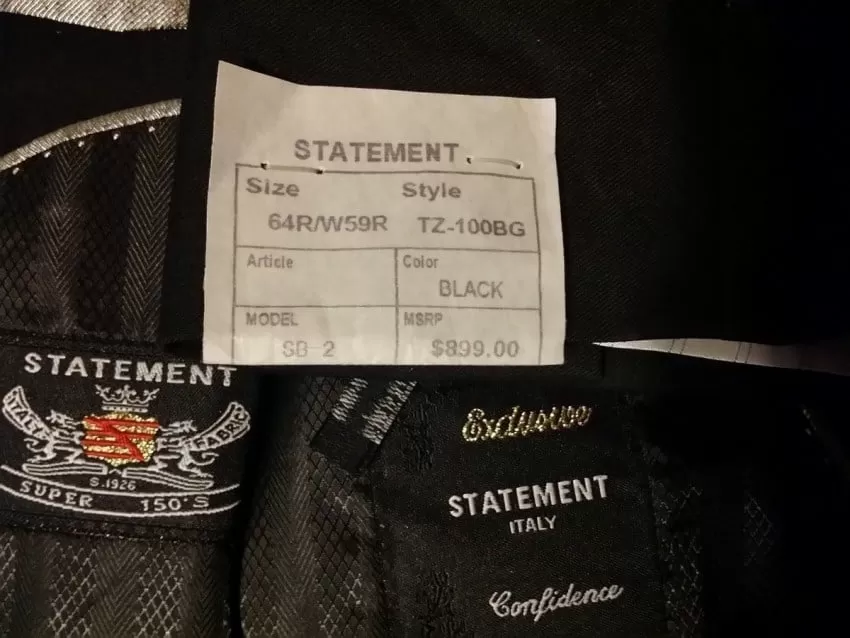 STATEMENT
Size Style
64R/W59R TZ-100BG
Article Color
BLACK
MODEL MSRP
SB-2 $899.00
STATEMENT
FABRIC
S.1926
SUPER 150'S
Exclusive
STATEMENT
ITALY
Confidence